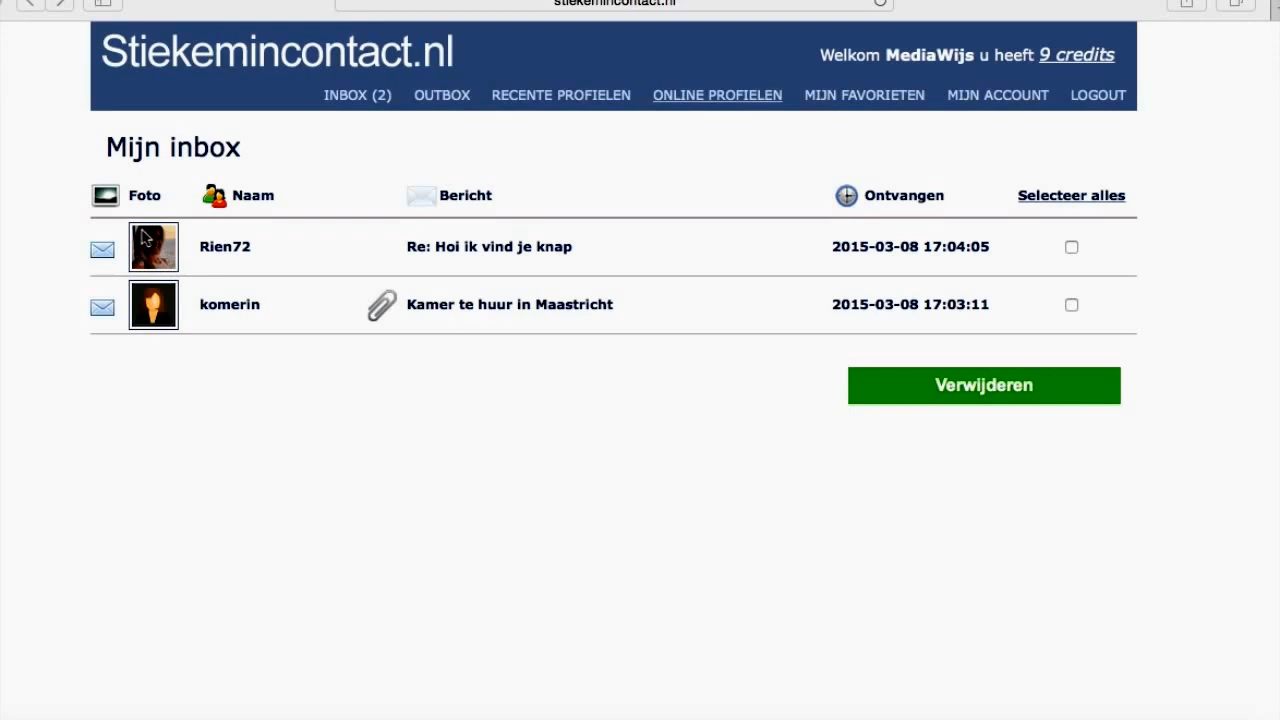 stiekemincontact.nl
Stiekemincontact.nl
Welkom MediaWijs u heeft 9 credits
INBOX (2) OUTBOX RECENTE PROFIELEN ONLINE PROFIELEN MIJN FAVORIETEN MIJN ACCOUNT LOGOUT
Mijn inbox
Foto Naam Bericht Ontvangen Selecteer alles
Rien72 Re: Hoi ik vind je knap 2015-03-08 17:04:05
komerin Kamer te huur in Maastricht 2015-03-08 17:03:11
Verwijderen